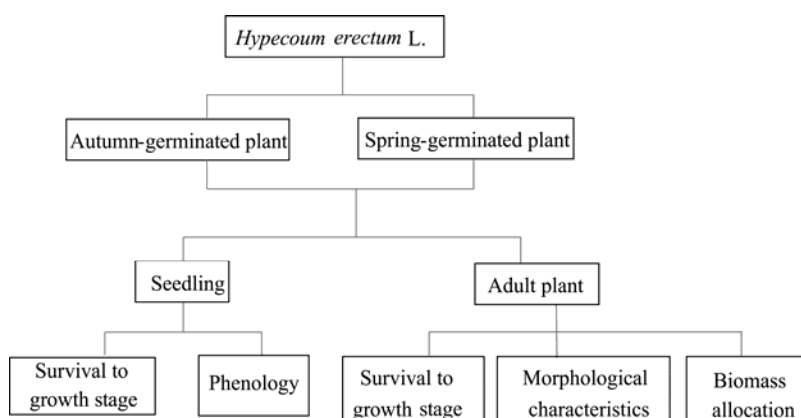 Hypecoum erectum L.
Autumn-germinated plant
Spring-germinated plant
Seedling
Adult plant
Survival to
growth stage
Phenology
Survival to
growth stage
Morphological
characteristics
Biomass
allocation